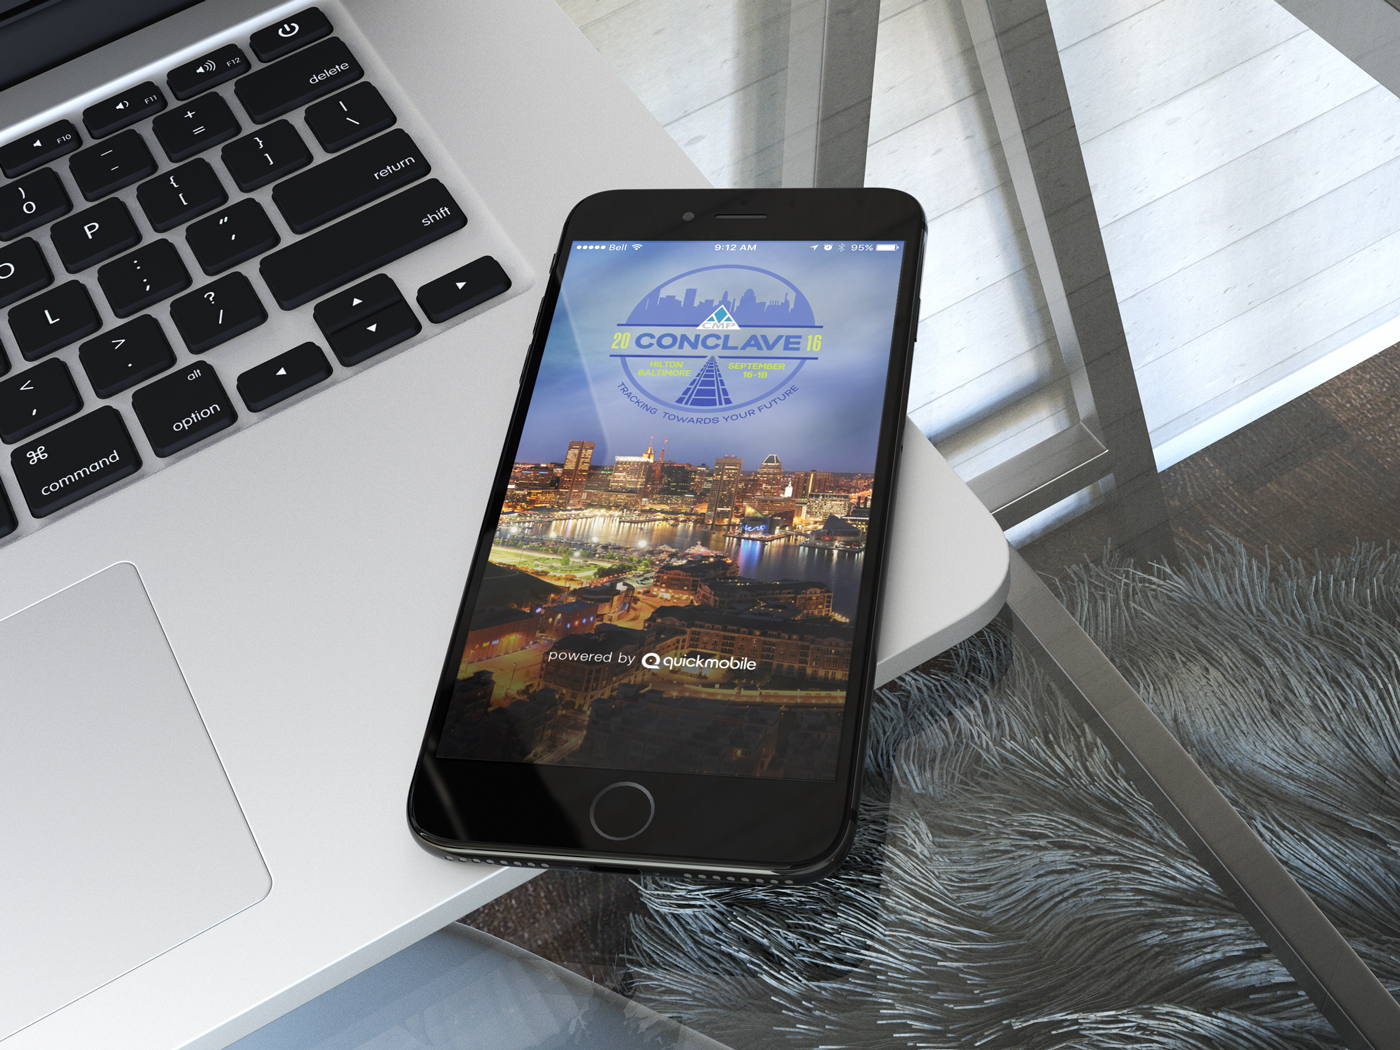 F10
F11
F12
delete
return
shift
alt
option
command
P
L
Bell
9:12 AM
95%
CMP
20 CONCLAVE 16
HILTON
BALTIMORE
SEPTEMBER
16-18
TRACKING TOWARDS YOUR FUTURE
powered by quickmobile